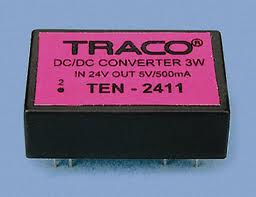 TRACO®
DC/DC CONVERTER 3W
IN 24V OUT 5V/500mA
2
TEN - 2411